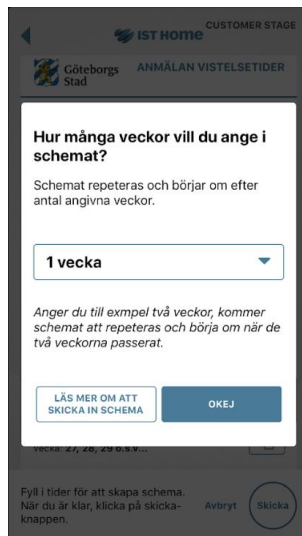 CUSTOMER STAGE
IST HOME
Göteborgs
Stad
ANMÄLAN VISTELSETIDER
Hur många veckor vill du ange i
schemat?
Schemat repeteras och börjar om efter
antal angivna veckor.
1 vecka
Anger du till exmpel två veckor, kommer
schemat att repeteras och börja om när de
två veckorna passerat.
LÄS MER OM ATT
SKICKA IN SCHEMA
OKEJ
vecka: 27, 28, 29 o.s.v...
Fyll i tider för att skapa schema.
När du är klar, klicka på skicka-
knappen.
Avbryt
Skicka